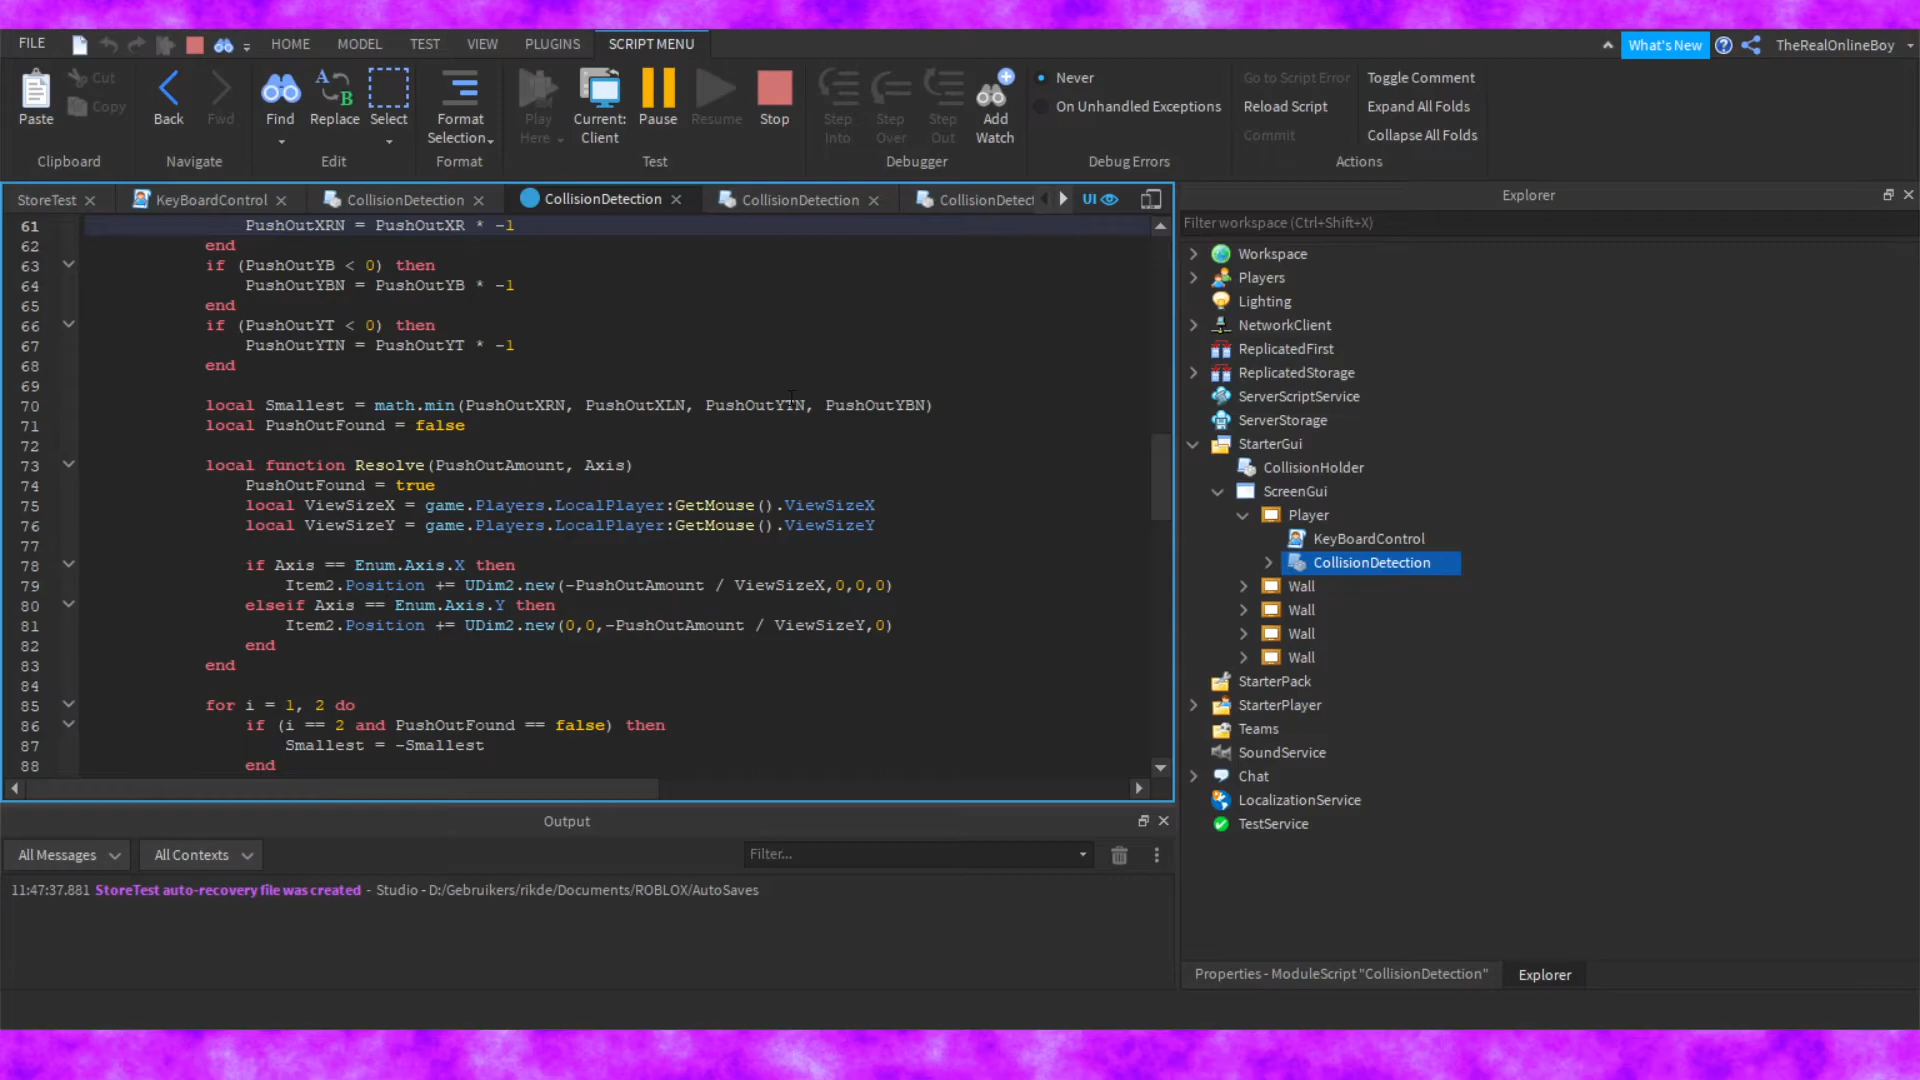 FILE
HOME
MODEL
TEST
VIEW
PLUGINS
SCRIPT MENU
What's New
TheRealOnlineBoy
Paste
Cut
Copy
Clipboard
Back
Fwd
Navigate
Find
Replace
Select
Edit
Format
Selection
Format
Play
Here
Current:
Client
Pause
Resume
Stop
Test
Step
Into
Step
Over
Step
Out
Add
Watch
Debugger
Never
On Unhandled Exceptions
Debug Errors
Go to Script Error
Reload Script
Commit
Toggle Comment
Expand All Folds
Collapse All Folds
Actions
StoreTest
KeyBoardControl
CollisionDetection
CollisionDetection
CollisionDetection
CollisionDetect
UI
61 PushOutXRN = PushOutXR * -1
62 end
63 if (PushOutYB < 0) then
64 PushOutYBN = PushOutYB * -1
65 end
66 if (PushOutYT < 0) then
67 PushOutYTN = PushOutYT * -1
68 end
69
70 local Smallest = math.min(PushOutXRN, PushOutXLN, PushOutYTN, PushOutYBN)
71 local PushOutFound = false
72
73 local function Resolve(PushOutAmount, Axis)
74 PushOutFound = true
75 local ViewSizeX = game.Players.LocalPlayer:GetMouse().ViewSizeX
76 local ViewSizeY = game.Players.LocalPlayer:GetMouse().ViewSizeY
77
78 if Axis == Enum.Axis.X then
79 Item2.Position += UDim2.new(-PushOutAmount / ViewSizeX,0,0,0)
80 elseif Axis == Enum.Axis.Y then
81 Item2.Position += UDim2.new(0,0,-PushOutAmount / ViewSizeY,0)
82 end
83 end
84
85 for i = 1, 2 do
86 if (i == 2 and PushOutFound == false) then
87 Smallest = -Smallest
88 end
Output
All Messages
All Contexts
Filter...
11:47:37.881 StoreTest auto-recovery file was created - Studio - D:/Gebruikers/rikde/Documents/ROBLOX/AutoSaves
Explorer
Filter workspace (Ctrl+Shift+X)
Workspace
Players
Lighting
NetworkClient
ReplicatedFirst
ReplicatedStorage
ServerScriptService
ServerStorage
StarterGui
CollisionHolder
ScreenGui
Player
KeyBoardControl
CollisionDetection
Wall
Wall
Wall
Wall
StarterPack
StarterPlayer
Teams
SoundService
Chat
LocalizationService
TestService
Properties - ModuleScript "CollisionDetection"
Explorer